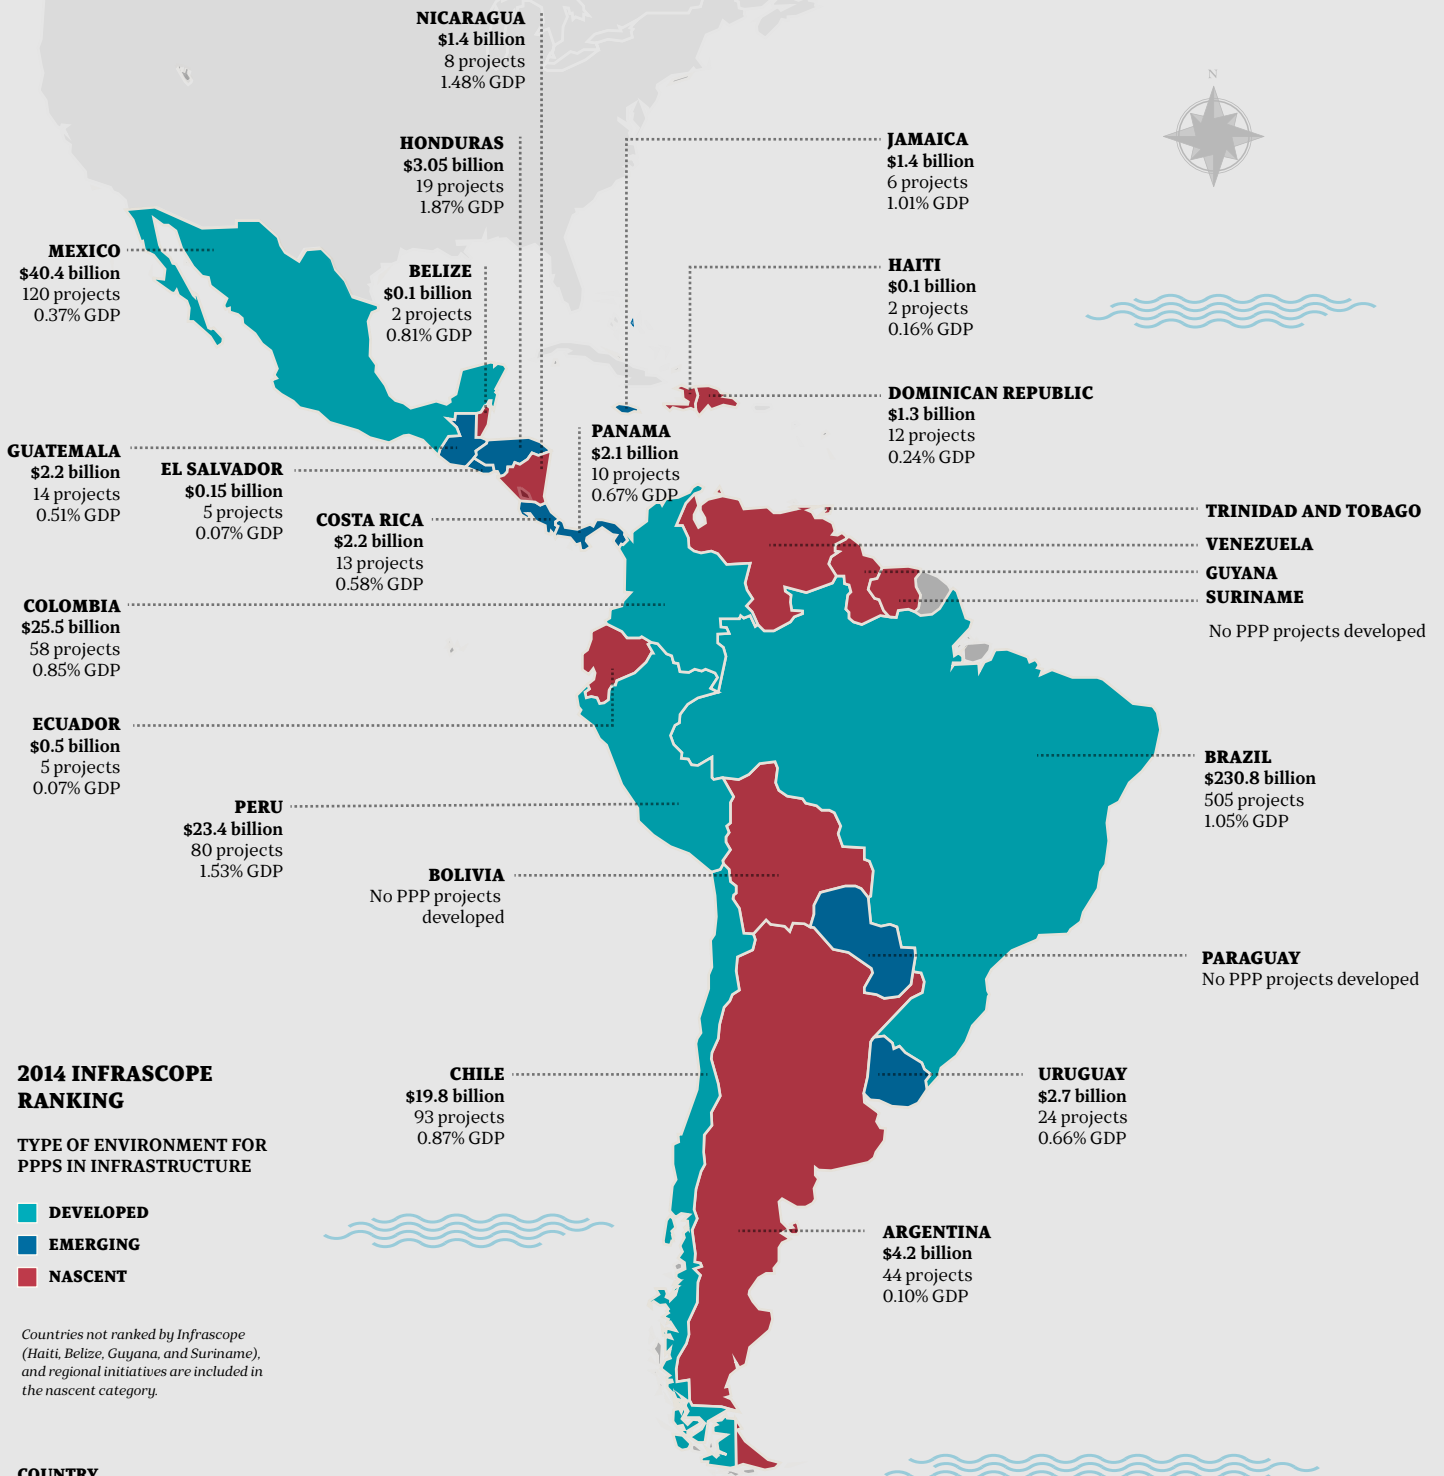 NICARAGUA
$1.4 billion
8 projects
1.48% GDP
N
HONDURAS
$3.05 billion
19 projects
1.87% GDP
JAMAICA
$1.4 billion
6 projects
1.01% GDP
MEXICO
$40.4 billion
120 projects
0.37% GDP
BELIZE
$0.1 billion
2 projects
0.81% GDP
HAITI
$0.1 billion
2 projects
0.16% GDP
DOMINICAN REPUBLIC
$1.3 billion
12 projects
0.24% GDP
GUATEMALA
$2.2 billion
14 projects
0.51% GDP
EL SALVADOR
$0.15 billion
5 projects
0.07% GDP
PANAMA
$2.1 billion
10 projects
0.67% GDP
COSTA RICA
$2.2 billion
13 projects
0.58% GDP
TRINIDAD AND TOBAGO
VENEZUELA
GUYANA
SURINAME
No PPP projects developed
COLOMBIA
$25.5 billion
58 projects
0.85% GDP
ECUADOR
$0.5 billion
5 projects
0.07% GDP
BRAZIL
$230.8 billion
505 projects
1.05% GDP
PERU
$23.4 billion
80 projects
1.53% GDP
BOLIVIA
No PPP projects
developed
PARAGUAY
No PPP projects developed
CHILE
$19.8 billion
93 projects
0.87% GDP
URUGUAY
$2.7 billion
24 projects
0.66% GDP
ARGENTINA
$4.2 billion
44 projects
0.10% GDP
2014 INFRASCOPE
RANKING
TYPE OF ENVIRONMENT FOR
PPPS IN INFRASTRUCTURE
DEVELOPED
EMERGING
NASCENT
Countries not ranked by Infrascope
(Haiti, Belize, Guyana, and Suriname),
and regional initiatives are included in
the nascent category.
COUNTRY